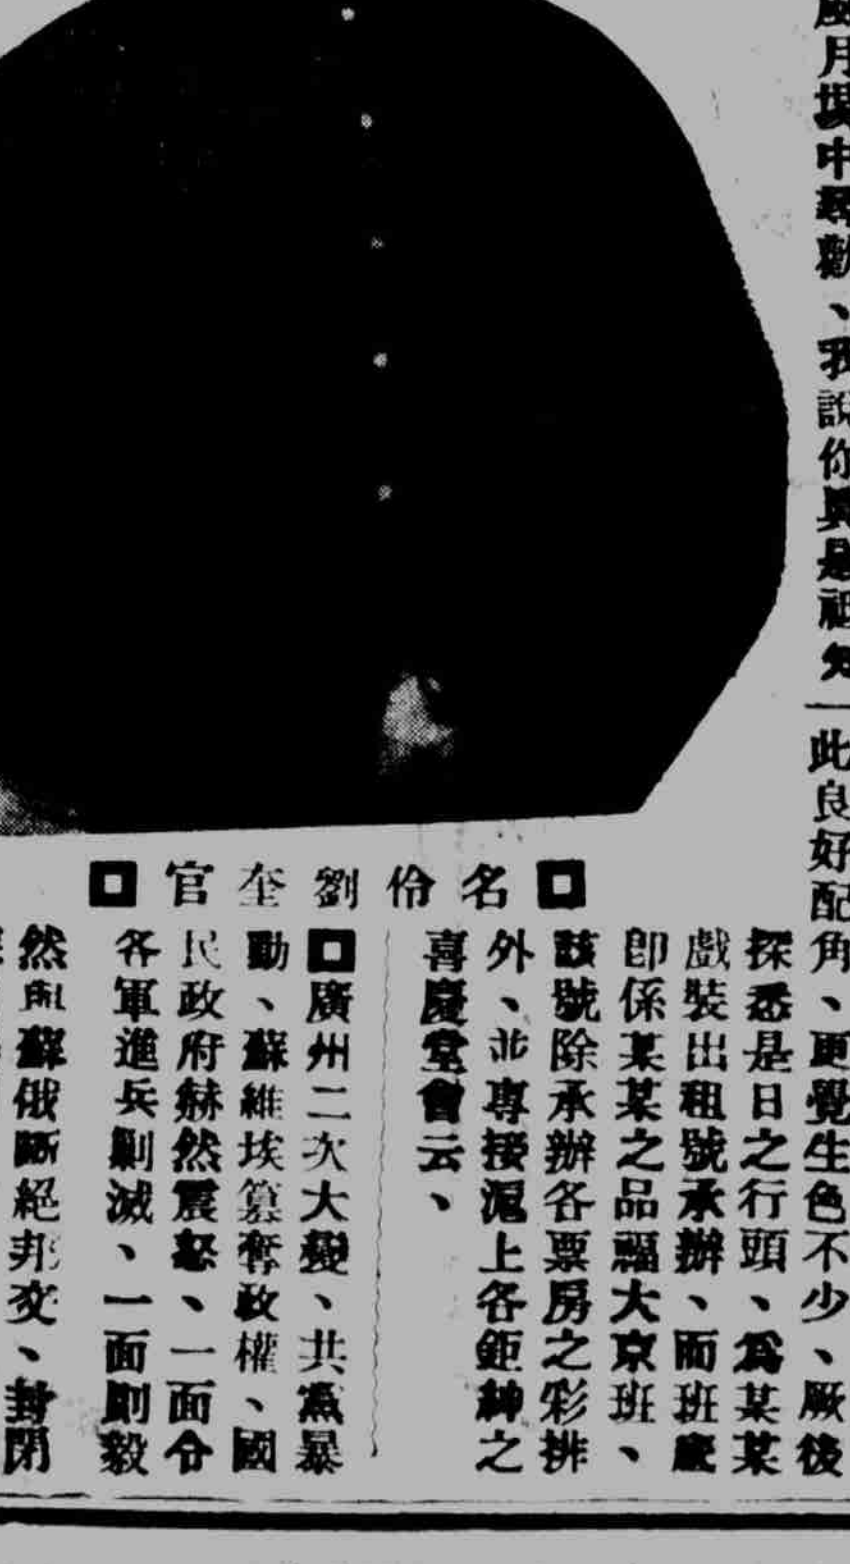 月塲中尋歡、我說你眞是祗知
此良好配角、更覺生色不少、厥後
探悉是日之行頭、爲某某
戲裝出租號承辦、而班底
卽係某某之品福大京班、
該號除承辦各票房之彩排
外、並專接滬上各鉅紳之
喜慶堂會云、
名伶劉奎官
廣州二次大變、共黨暴
動、蘇維埃篡奪政權、國
民政府赫然震怒、一面令
各軍進兵剿滅、一面則毅
然與蘇俄斷絕邦交、封閉